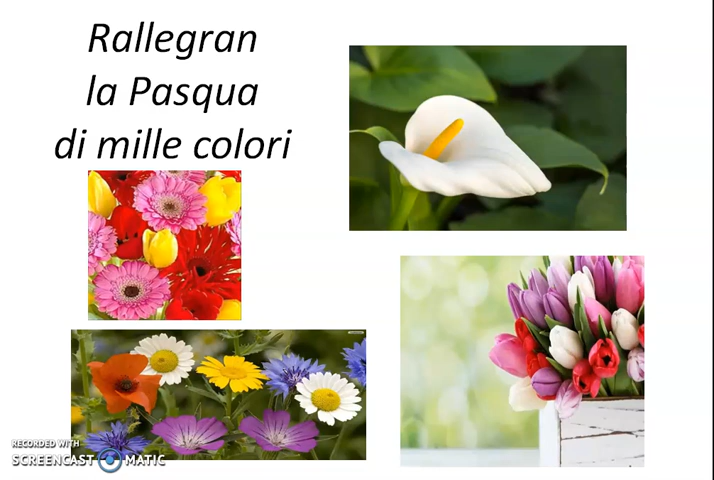 Rallegran
la Pasqua
di mille colori
RECORDED WITH
SCREENCAST MATIC